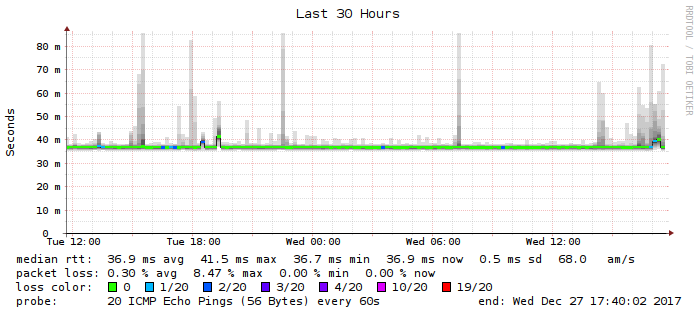 Last 30 Hours
RRDTOOL / TOBI OETIKER
Seconds
80 m
70 m
60 m
50 m
40 m
30 m
20 m
10 m
0
Tue 12:00 Tue 18:00 Wed 00:00 Wed 06:00 Wed 12:00
median rtt: 36.9 ms avg 41.5 ms max 36.7 ms min 36.9 ms now 0.5 ms sd 68.0 am/s
packet loss: 0.30 % avg 8.47 % max 0.00 % min 0.00 % now
loss color: 0 1/20 2/20 3/20 4/20 10/20 19/20
probe: 20 ICMP Echo Pings (56 Bytes) every 60s end: Wed Dec 27 17:40:02 2017